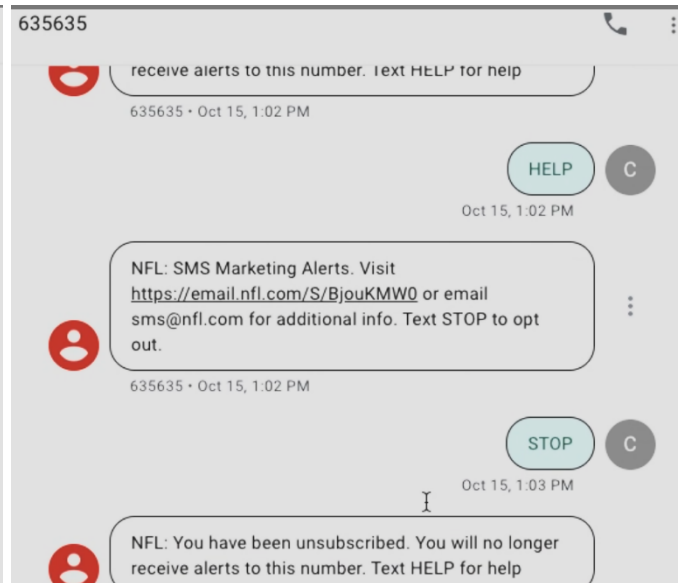 635635
receive alerts to this number. Text HELP for help
635635 • Oct 15, 1:02 PM
HELP
C
Oct 15, 1:02 PM
NFL: SMS Marketing Alerts. Visit
https://email.nfl.com/S/BjouKMW0 or email
sms@nfl.com for additional info. Text STOP to opt
out.
635635 • Oct 15, 1:02 PM
STOP
C
Oct 15, 1:03 PM
NFL: You have been unsubscribed. You will no longer
receive alerts to this number. Text HELP for help